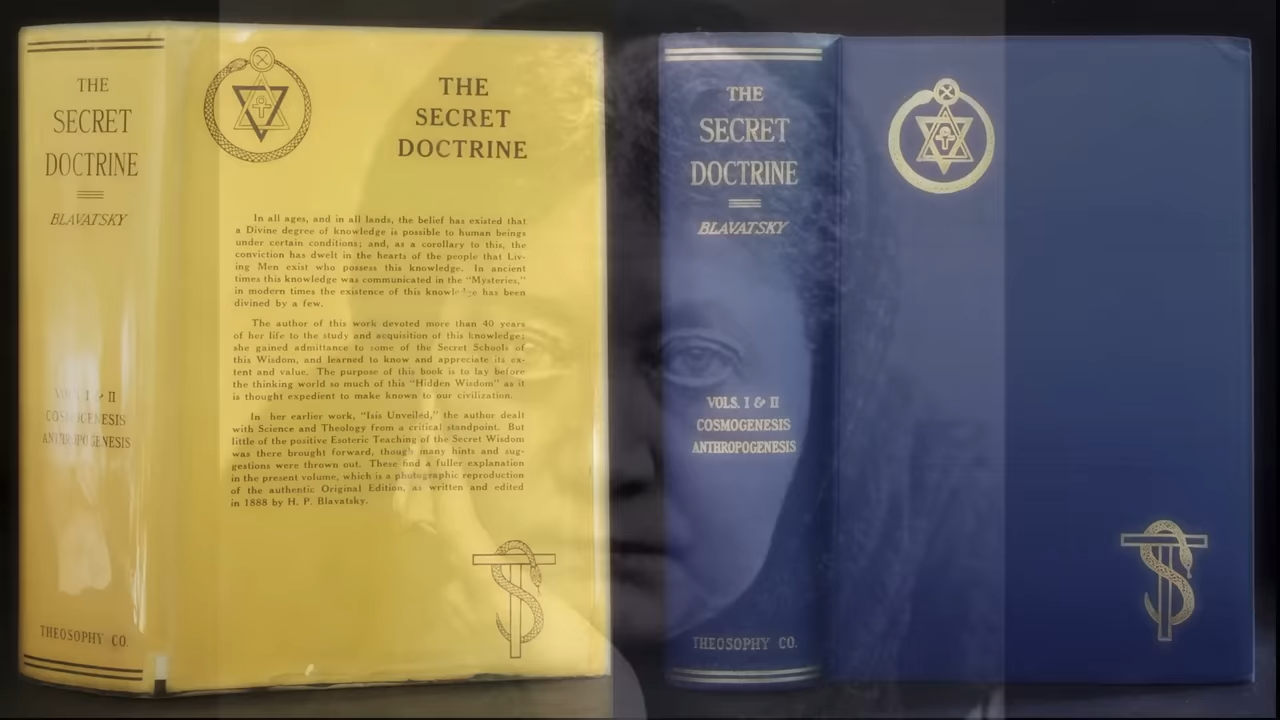 THE
SECRET
DOCTRINE
BLAVATSKY
VOLS. I & II
COSMOGENESIS
ANTHROPOGENESIS
THEOSOPHY CO.
THE
SECRET
DOCTRINE
In all ages, and in all lands, the belief has existed that
a Divine degree of knowledge is possible to human beings
under certain conditions; and, as a corollary to this, the
conviction has dwelt in the hearts of the people that Liv-
ing Men exist who possess this knowledge. In ancient
times this knowledge was communicated in the "Mysteries,"
in modern times the existence of this knowledge has been
divined by a few.
The author of this work devoted more than 40 years
of her life to the study and acquisition of this knowledge;
she gained admittance to some of the Secret Schools of
this Wisdom, and learned to know and appreciate its ex-
tent and value. The purpose of this book is to lay before
the thinking world so much of this "Hidden Wisdom" as it
is thought expedient to make known to our civilization.
In her earlier work, "Isis Unveiled," the author dealt
with Science and Theology from a critical standpoint. But
little of the positive Esoteric Teaching of the Secret Wisdom
was there brought forward, though many hints and sug-
gestions were thrown out. These find a fuller explanation
in the present volume, which is a photographic reproduction
of the authentic Original Edition, as written and edited
in 1888 by H. P. Blavatsky.
THE
SECRET
DOCTRINE
BLAVATSKY
VOLS. I & II
COSMOGENESIS
ANTHROPOGENESIS
THEOSOPHY CO.